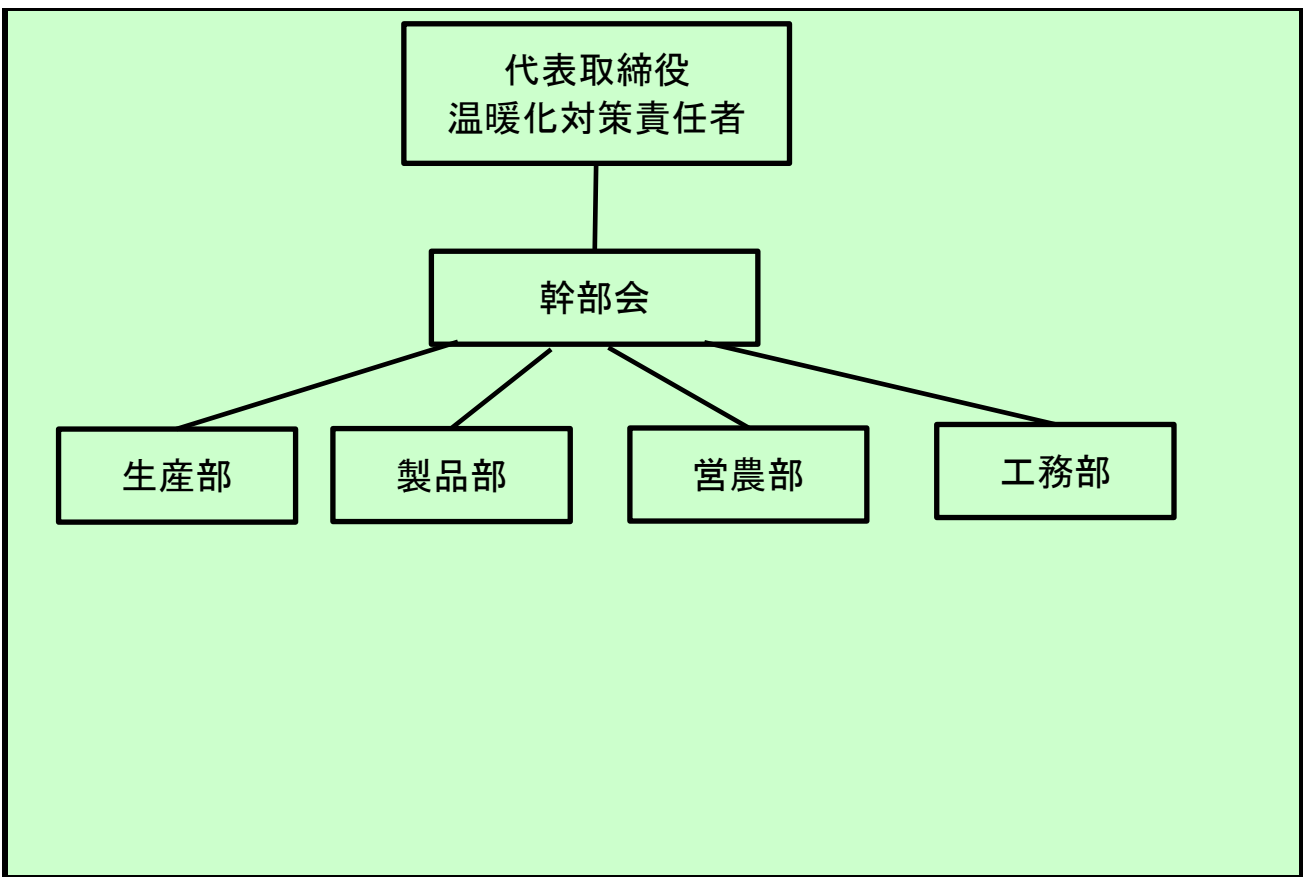 代表取締役
温暖化対策責任者
幹部会
生産部
製品部
営農部
工務部